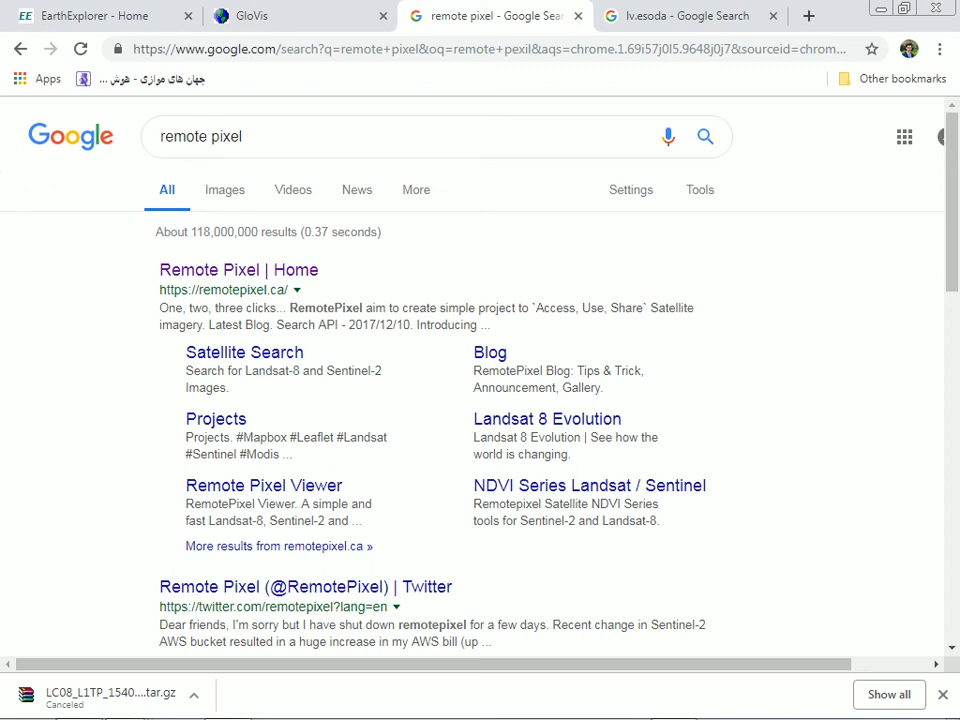 EE EarthExplorer - Home
GloVis
remote pixel - Google Sear
lv.esoda - Google Search
https://www.google.com/search?q=remote+pixel&oq=remote+pexil&aqs=chrome.1.69i57j0l5.9648j0j7&sourceid=chrom...
Apps
جهان های موازی - هوش ...
Other bookmarks
Google
remote pixel
All
Images
Videos
News
More
Settings
Tools
About 118,000,000 results (0.37 seconds)
Remote Pixel | Home
https://remotepixel.ca/
One, two, three clicks... RemotePixel aim to create simple project to `Access, Use, Share` Satellite
imagery. Latest Blog. Search API - 2017/12/10. Introducing ...
Satellite Search
Search for Landsat-8 and Sentinel-2
Images.
Blog
RemotePixel Blog: Tips & Trick,
Announcement, Gallery.
Projects
Projects. #Mapbox #Leaflet #Landsat
#Sentinel #Modis ...
Landsat 8 Evolution
Landsat 8 Evolution | See how the
world is changing.
Remote Pixel Viewer
RemotePixel Viewer. A simple and
fast Landsat-8, Sentinel-2 and ...
NDVI Series Landsat / Sentinel
Remotepixel Satellite NDVI Series
tools for Sentinel-2 and Landsat-8.
More results from remotepixel.ca »
Remote Pixel (@RemotePixel) | Twitter
https://twitter.com/remotepixel?lang=en
Dear friends, I'm sorry but I have shut down remotepixel for a few days. Recent change in Sentinel-2
AWS bucket resulted in a huge increase in my AWS bill (up ...
LC08_L1TP_1540....tar.gz
Canceled
Show all